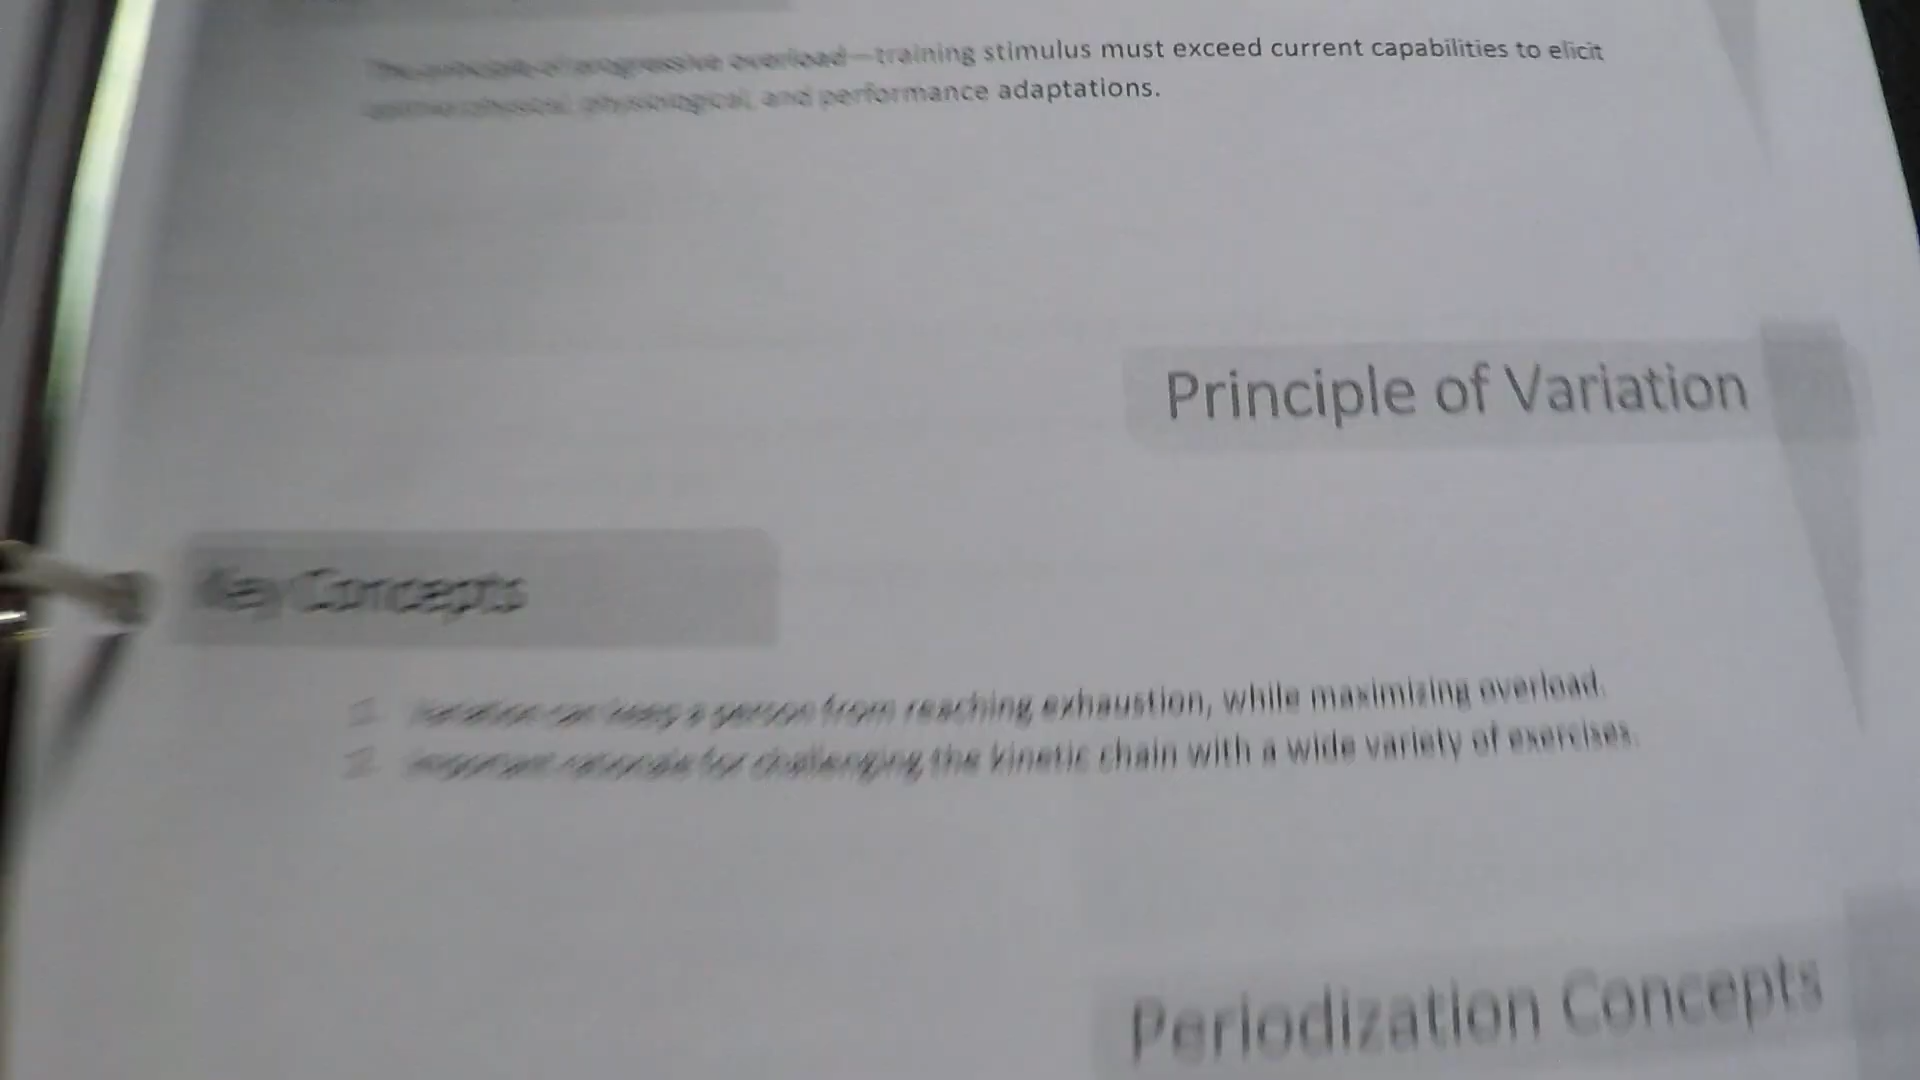 The principle of progressive overload—training stimulus must exceed current capabilities to elicit
physiological, and performance adaptations.
Principle of Variation
Key Concepts
1. Variation can keep a person from reaching exhaustion, while maximizing overload.
2. Important rationale for challenging the kinetic chain with a wide variety of exercises.
Periodization Concepts